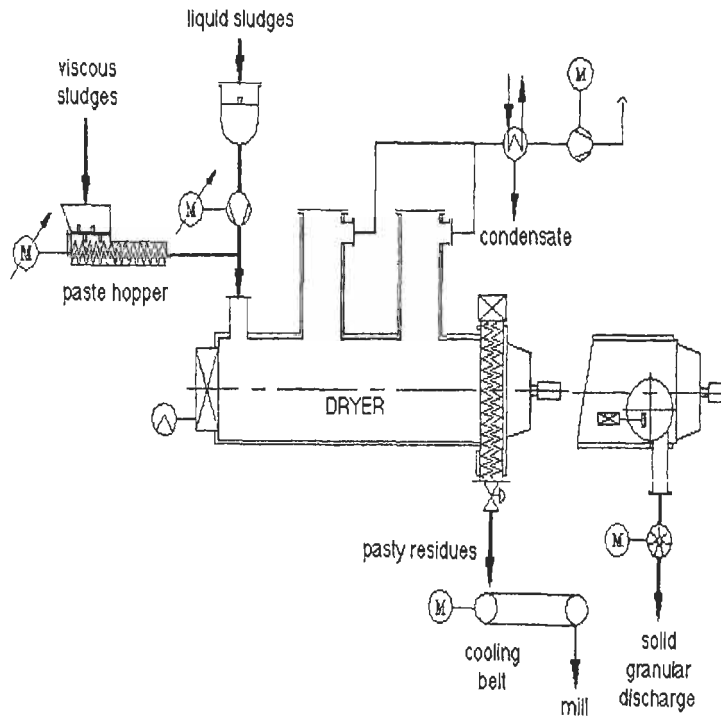 liquid sludges
viscous
sludges
M
M
M
paste hopper
condensate
DRYER
pasty residues
M
M
cooling
belt
mill
solid
granular
discharge